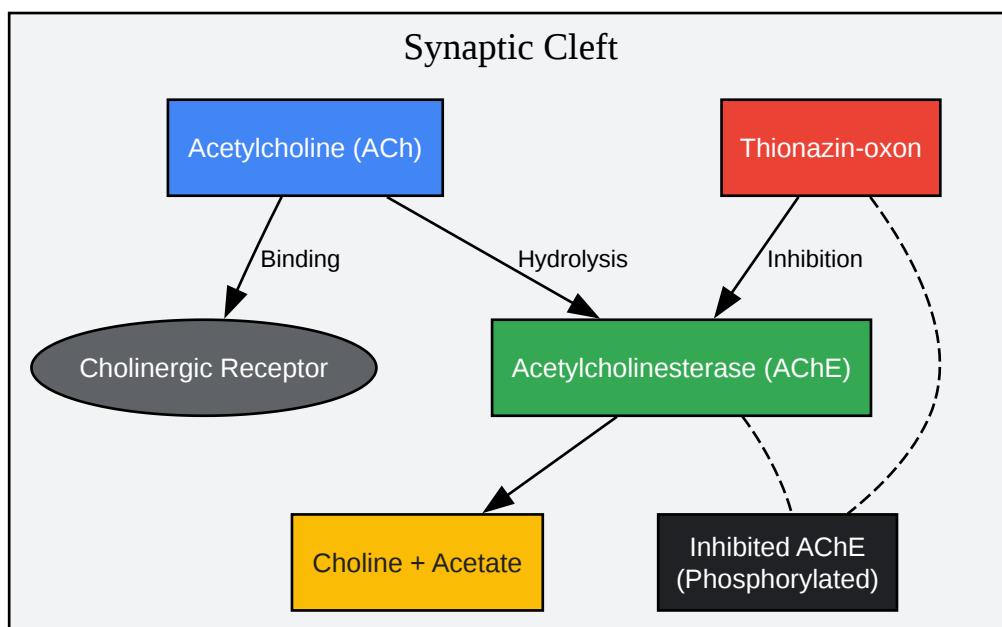 Synaptic Cleft
Acetylcholine (ACh)
Thionazin-oxon
Binding
Hydrolysis
Inhibition
Cholinergic Receptor
Acetylcholinesterase (AChE)
Choline + Acetate
Inhibited AChE
(Phosphorylated)